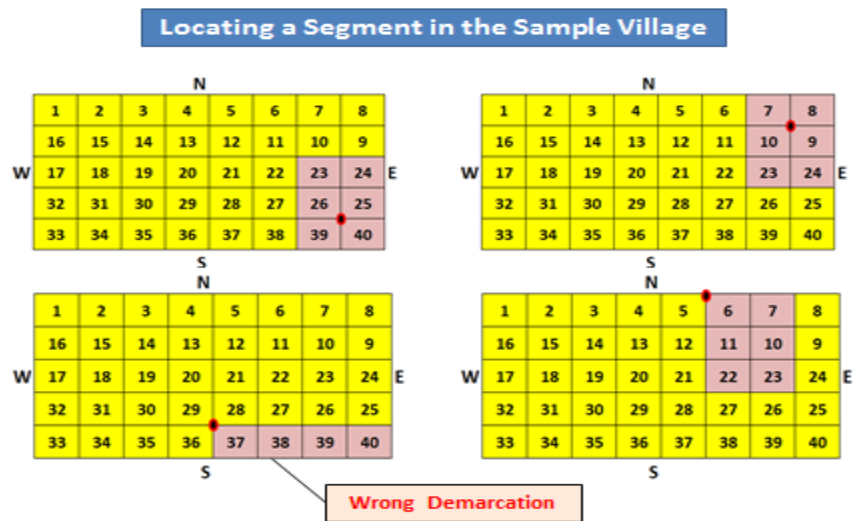 Locating a Segment in the Sample Village
N
1 2 3 4 5 6 7 8
16 15 14 13 12 11 10 9
W 17 18 19 20 21 22 23 24 E
32 31 30 29 28 27 26 25
33 34 35 36 37 38 39 40
S
N
1 2 3 4 5 6 7 8
16 15 14 13 12 11 10 9
W 17 18 19 20 21 22 23 24 E
32 31 30 29 28 27 26 25
33 34 35 36 37 38 39 40
S
N
1 2 3 4 5 6 7 8
16 15 14 13 12 11 10 9
W 17 18 19 20 21 22 23 24 E
32 31 30 29 28 27 26 25
33 34 35 36 37 38 39 40
S
N
1 2 3 4 5 6 7 8
16 15 14 13 12 11 10 9
W 17 18 19 20 21 22 23 24 E
32 31 30 29 28 27 26 25
33 34 35 36 37 38 39 40
S
Wrong Demarcation